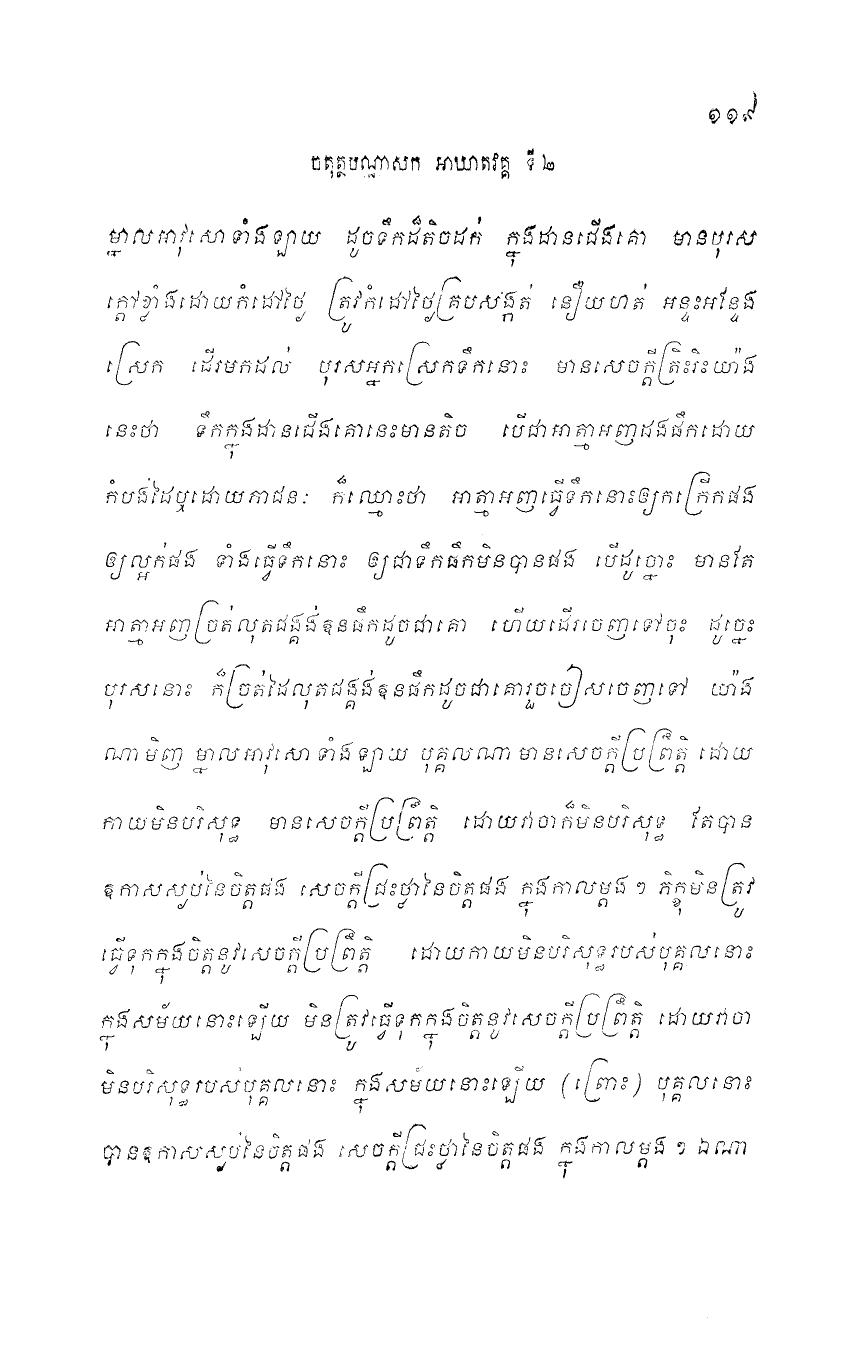 ១១៩
ចតុត្ថបណ្ណាសក អាឃាតវគ្គ ទី ២
ម្នាលអាវុសោទាំងឡាយ ដូចទឹកដ៏តិចដក់ ក្នុងដានជើងគោ មានបុរស
ក្តៅខ្លាំងដោយកំដៅថ្ងៃ ត្រូវកំដៅថ្ងៃគ្របសង្កត់ នឿយហត់ អន្ទះអន្ទែង
ស្រេក ដើរមកដល់ បុរសអ្នកស្រេកទឹកនោះ មានសេចក្តីត្រិះរិះយ៉ាង
នេះថា ទឹកក្នុងដានជើងគោនេះមានតិច បើជាអាត្មាអញដងផឹកដោយ
កំបង់ដៃឬដោយភាជនៈ ក៏ឈ្មោះថា អាត្មាអញធ្វើទឹកនោះឲ្យកក្រើកផង
ឲ្យល្អក់ផង ទាំងធ្វើទឹកនោះ ឲ្យជាទឹកផឹកមិនបានផង បើដូច្នោះ មានតែ
អាត្មាអញច្រត់លុតជង្គង់ឱនផឹកដូចជាគោ ហើយដើរចេញទៅចុះ ដូច្នេះ
បុរសនោះ ក៏ច្រត់ដៃលុតជង្គង់ឱនផឹកដូចជាគោរួចចៀសចេញទៅ យ៉ាង
ណាមិញ ម្នាលអាវុសោទាំងឡាយ បុគ្គលណាមានសេចក្តីប្រព្រឹត្តិ ដោយ
កាយមិនបរិសុទ្ធ មានសេចក្តីប្រព្រឹត្តិ ដោយវាចាក៏មិនបរិសុទ្ធ តែបាន
ឱកាសស្ងប់នៃចិត្តផង សេចក្តីជ្រះថ្លានៃចិត្តផង ក្នុងកាលម្តង ៗ ភិក្ខុមិនត្រូវ
ធ្វើទុកក្នុងចិត្តនូវសេចក្តីប្រព្រឹត្តិ ដោយកាយមិនបរិសុទ្ធរបស់បុគ្គលនោះ
ក្នុងសម័យនោះឡើយ មិនត្រូវធ្វើទុកក្នុងចិត្តនូវសេចក្តីប្រព្រឹត្តិ ដោយវាចា
មិនបរិសុទ្ធរបស់បុគ្គលនោះ ក្នុងសម័យនោះឡើយ (ព្រោះ) បុគ្គលនោះ
បានឱកាសស្ងប់នៃចិត្តផង សេចក្តីជ្រះថ្លានៃចិត្តផង ក្នុងកាលម្តង ៗ ឯណា